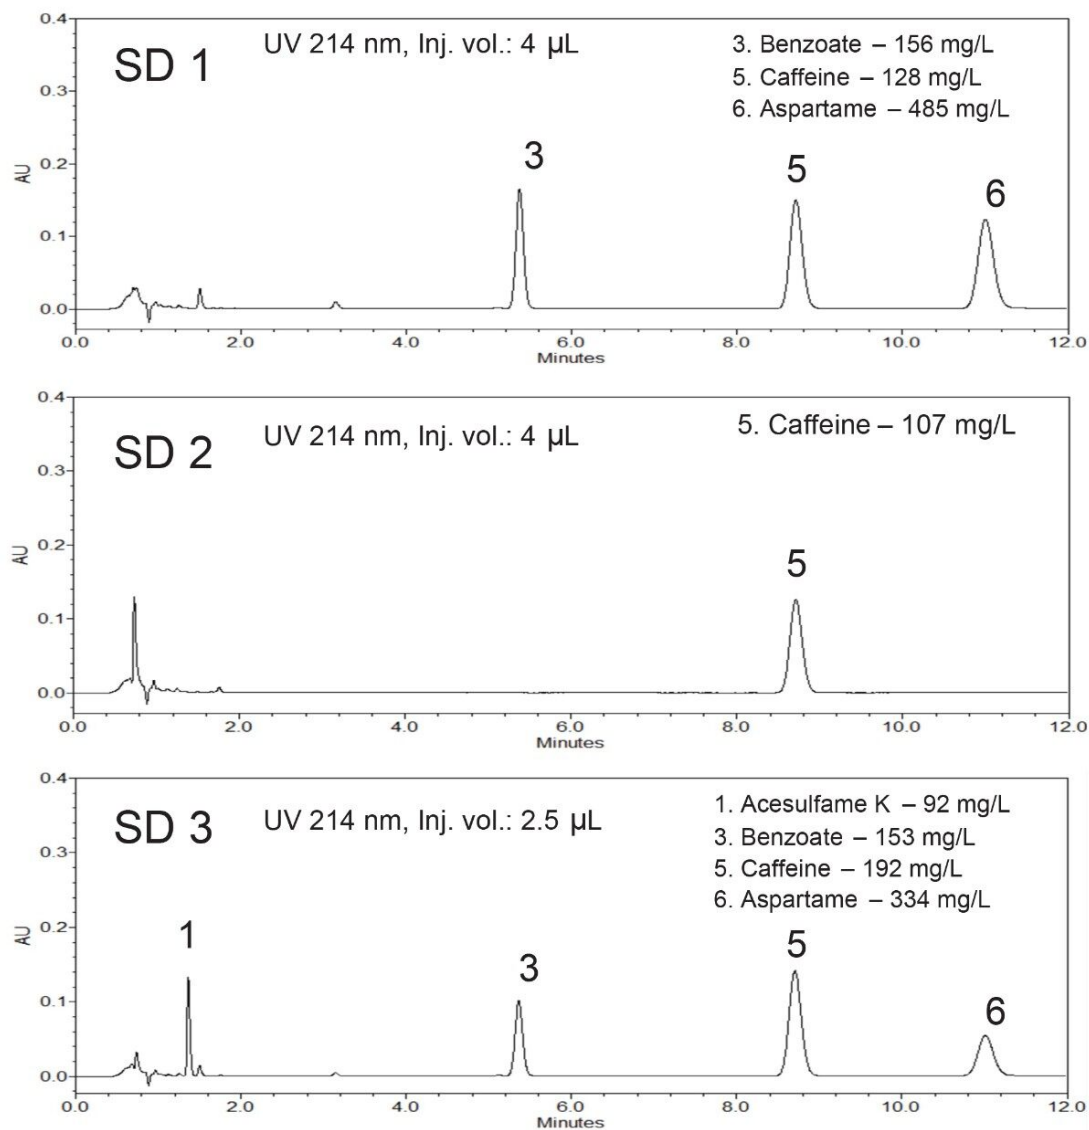 SD 1
UV 214 nm, Inj. vol.: 4 µL
3. Benzoate – 156 mg/L
5. Caffeine – 128 mg/L
6. Aspartame – 485 mg/L
0.4
0.3
0.2
0.1
0.0
AU
3
5
6
0.0 2.0 4.0 6.0 8.0 10.0 12.0
Minutes
SD 2
UV 214 nm, Inj. vol.: 4 µL
5. Caffeine – 107 mg/L
0.4
0.3
0.2
0.1
0.0
AU
5
0.0 2.0 4.0 6.0 8.0 10.0 12.0
Minutes
SD 3
UV 214 nm, Inj. vol.: 2.5 µL
1. Acesulfame K – 92 mg/L
3. Benzoate – 153 mg/L
5. Caffeine – 192 mg/L
6. Aspartame – 334 mg/L
0.4
0.3
0.2
0.1
0.0
AU
1
3
5
6
0.0 2.0 4.0 6.0 8.0 10.0 12.0
Minutes